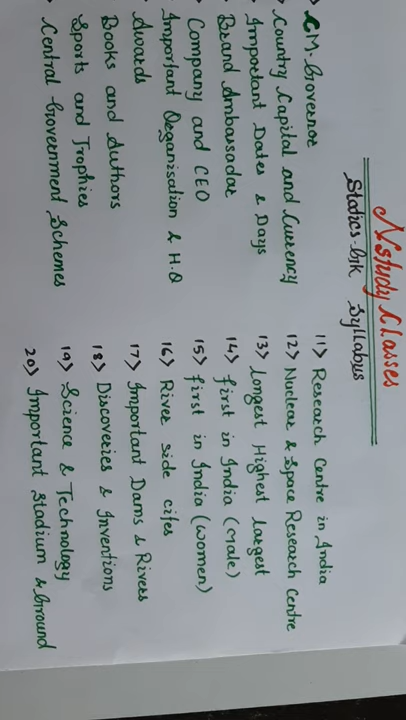 Nstudy Classes
Statics-GK Syllabus
> CM-Governor
Country Capital and Currency
Important Dates & Days
Brand Ambarsadar
Company and CEO
Important Organisation & H.Q
Awards
Books and Authors
Sports and Trophies
Central Government Schemes
11> Research Centre in India
12> Nuclear & Space Research Centre
13> Longest Highest Largest
14> first in India (Male)
15> first in India (women)
16> River side cites
17> Important Dams & Rivers
18> Discoveries & Inventions
19> Sciena & Technology
20> Important Stadium & Ground